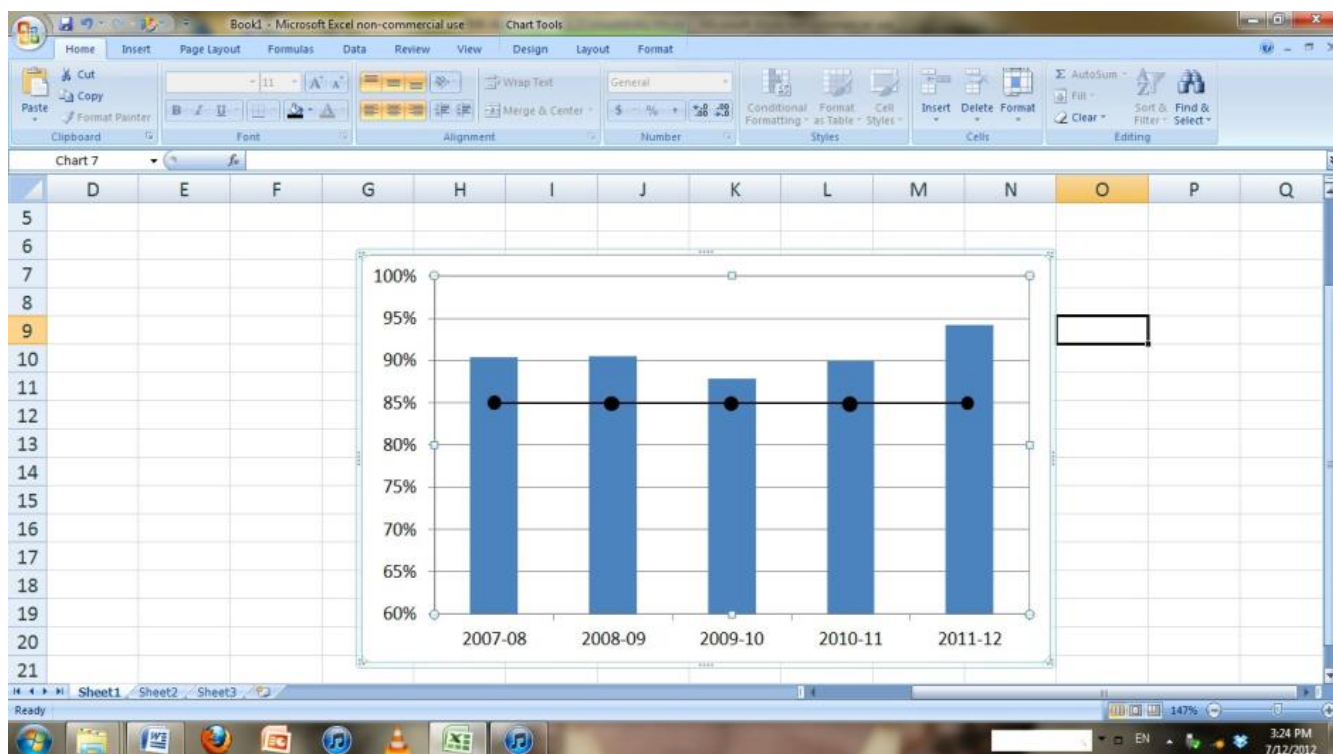 Book1 - Microsoft Excel non-commercial use Chart Tools
Home Insert Page Layout Formulas Data Review View Design Layout Format
Paste
Cut
Copy
Format Painter
Clipboard
11
A A
B I U
A
Font
Wrap Text
Merge & Center
Alignment
General
$ % ,
Number
Conditional Formatting
Format as Table
Cell Styles
Styles
Insert Delete Format
Cells
Σ AutoSum
Fill
Clear
Sort & Filter
Find & Select
Editing
Chart 7 fx
D E F G H I J K L M N O P Q
5
6
7
8
9
10
11
12
13
14
15
16
17
18
19
20
21
100%
95%
90%
85%
80%
75%
70%
65%
60%
2007-08 2008-09 2009-10 2010-11 2011-12
Sheet1 Sheet2 Sheet3
Ready 147%
EN 3:24 PM
7/12/2012